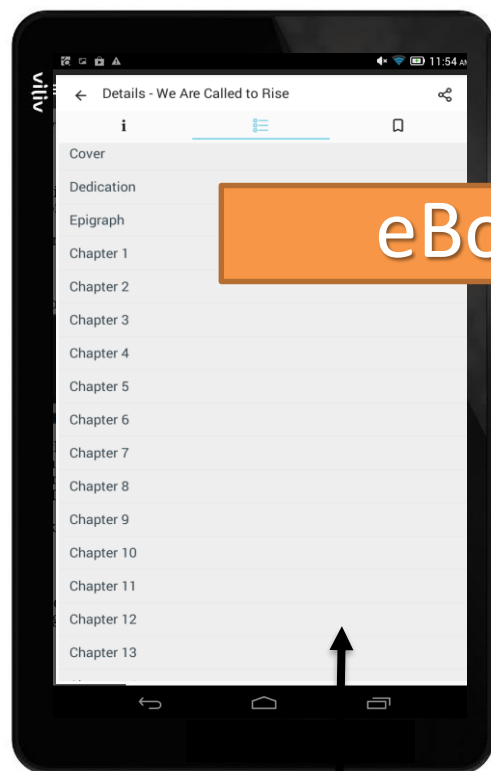 viliv
11:54 AM
Details - We Are Called to Rise
i
Cover
Dedication
Epigraph
Chapter 1
Chapter 2
Chapter 3
Chapter 4
Chapter 5
Chapter 6
Chapter 7
Chapter 8
Chapter 9
Chapter 10
Chapter 11
Chapter 12
Chapter 13